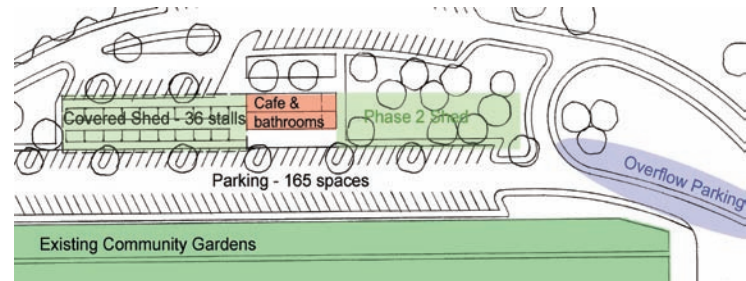 Cafe &
bathrooms
Covered Shed - 36 stalls
Phase 2 Shed
Parking - 165 spaces
Overflow Parking
Existing Community Gardens